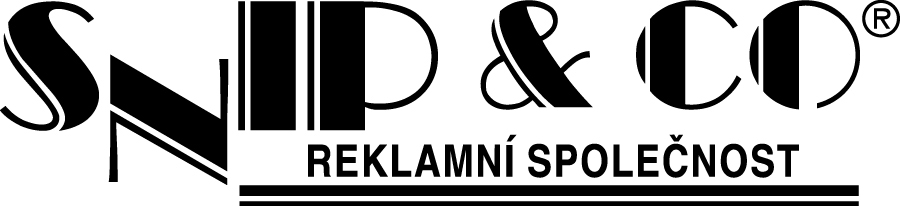 SNIP & CO®
REKLAMNÍ SPOLEČNOST